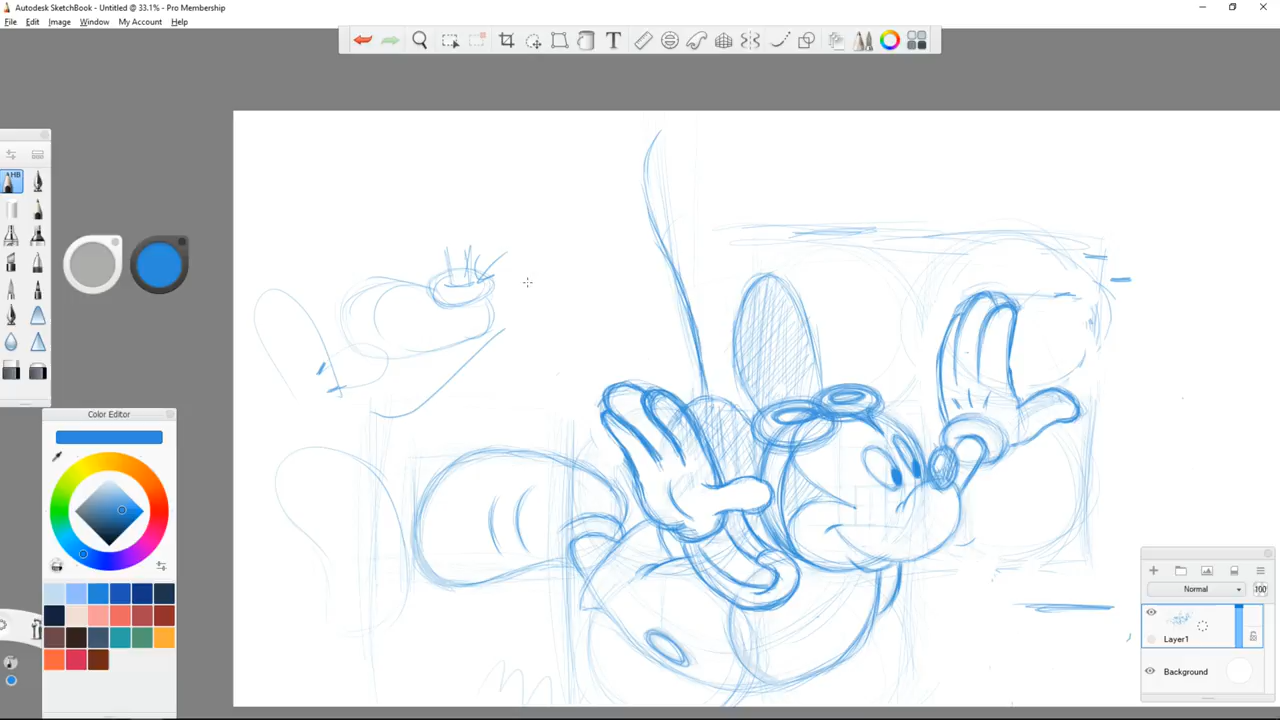 Autodesk SketchBook - Untitled @ 33.1% - Pro Membership
File Edit Image Window My Account Help
HB
Color Editor
Normal
100
Layer1
Background